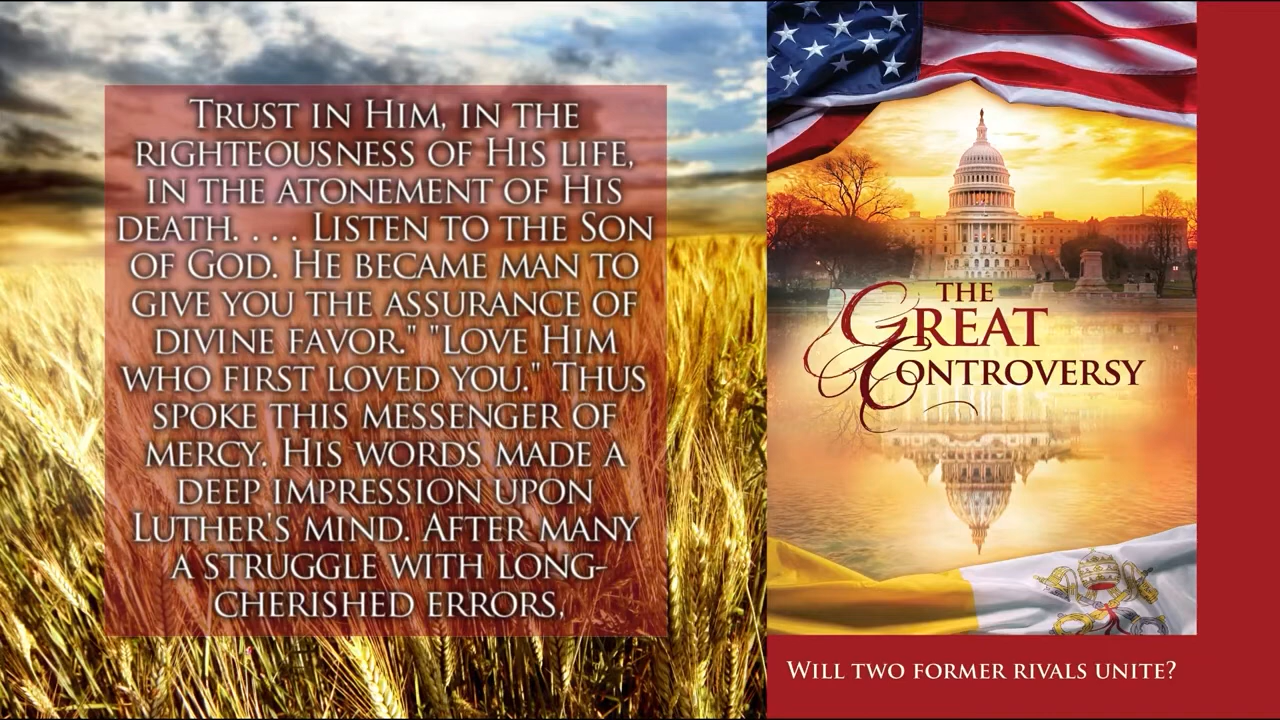 Trust in Him, in the
righteousness of His life,
in the atonement of His
death. . . . Listen to the Son
of God. He became man to
give you the assurance of
divine favor." "Love Him
who first loved you." Thus
spoke this messenger of
mercy. His words made a
deep impression upon
Luther's mind. After many
a struggle with long-
cherished errors,
The
Great
Controversy
Will two former rivals unite?